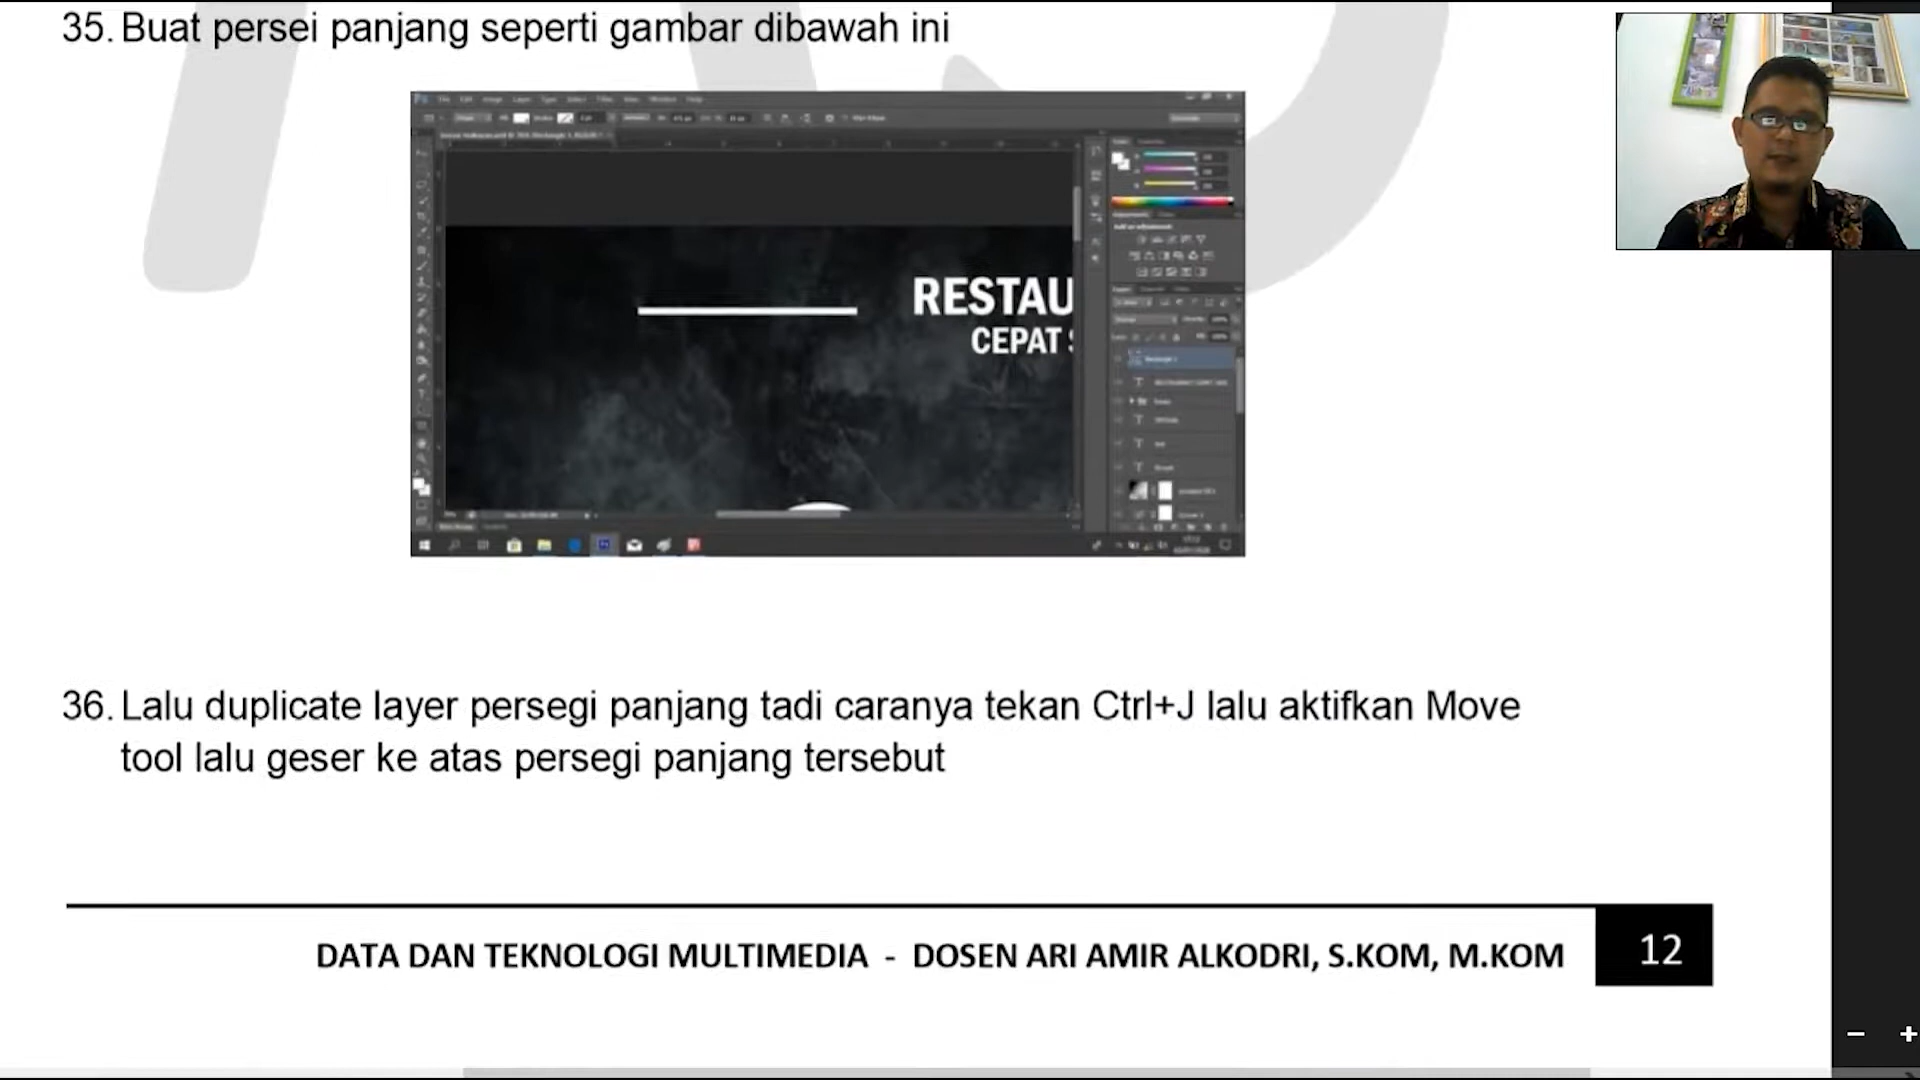 35. Buat persei panjang seperti gambar dibawah ini
RESTAU
CEPAT S
36. Lalu duplicate layer persegi panjang tadi caranya tekan Ctrl+J lalu aktifkan Move
tool lalu geser ke atas persegi panjang tersebut
DATA DAN TEKNOLOGI MULTIMEDIA - DOSEN ARI AMIR ALKODRI, S.KOM, M.KOM
12